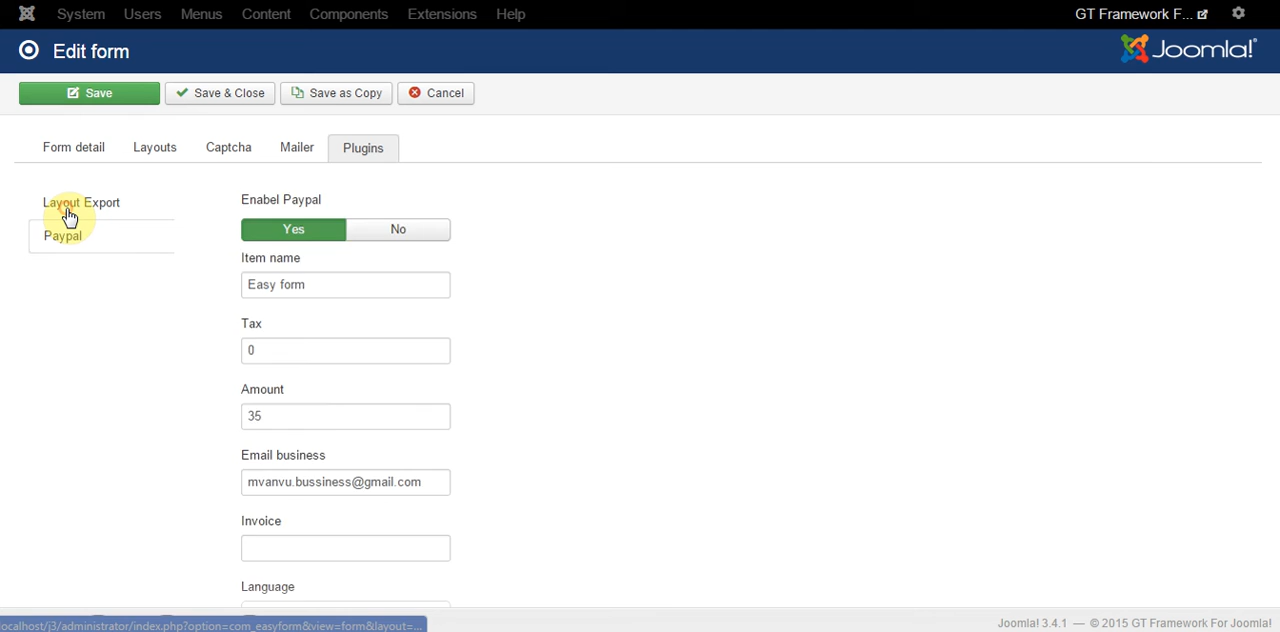 System Users Menus Content Components Extensions Help GT Framework F...
Edit form Joomla!®
Save Save & Close Save as Copy Cancel
Form detail Layouts Captcha Mailer Plugins
Layout Export
Paypal
Enabel Paypal
Yes No
Item name
Easy form
Tax
0
Amount
35
Email business
mvanvu.bussiness@gmail.com
Invoice
Language
localhost/j3/administrator/index.php?option=com_easyform&view=form&layout=...
Joomla! 3.4.1 — © 2015 GT Framework For Joomla!